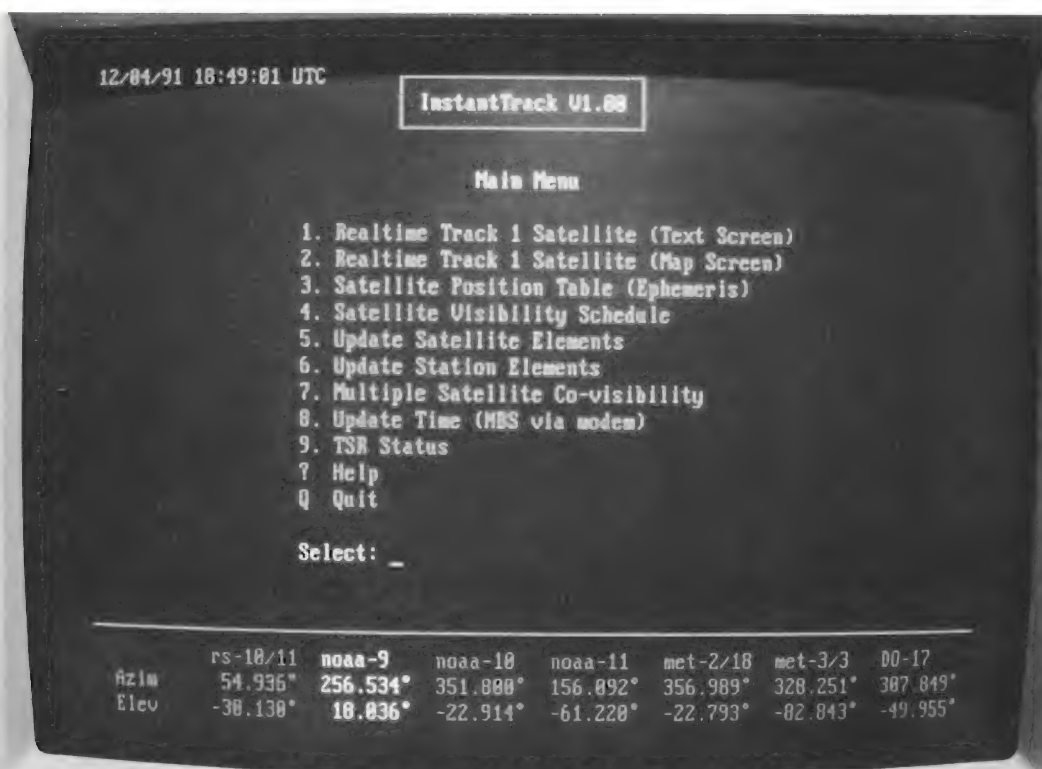 12/04/91 18:49:01 UTC
InstantTrack V1.00
Main Menu
1. Realtime Track 1 Satellite (Text Screen)
2. Realtime Track 1 Satellite (Map Screen)
3. Satellite Position Table (Ephemeris)
4. Satellite Visibility Schedule
5. Update Satellite Elements
6. Update Station Elements
7. Multiple Satellite Co-visibility
8. Update Time (NBS via modem)
9. TSR Status
? Help
Q Quit
Select: _
rs-10/11 noaa-9 noaa-10 noaa-11 met-2/18 met-3/3 DO-17
Azim 54.936° 256.534° 351.800° 156.092° 356.989° 328.251° 307.849°
Elev -30.130° 18.036° -22.914° -61.220° -22.793° -82.843° -49.955°